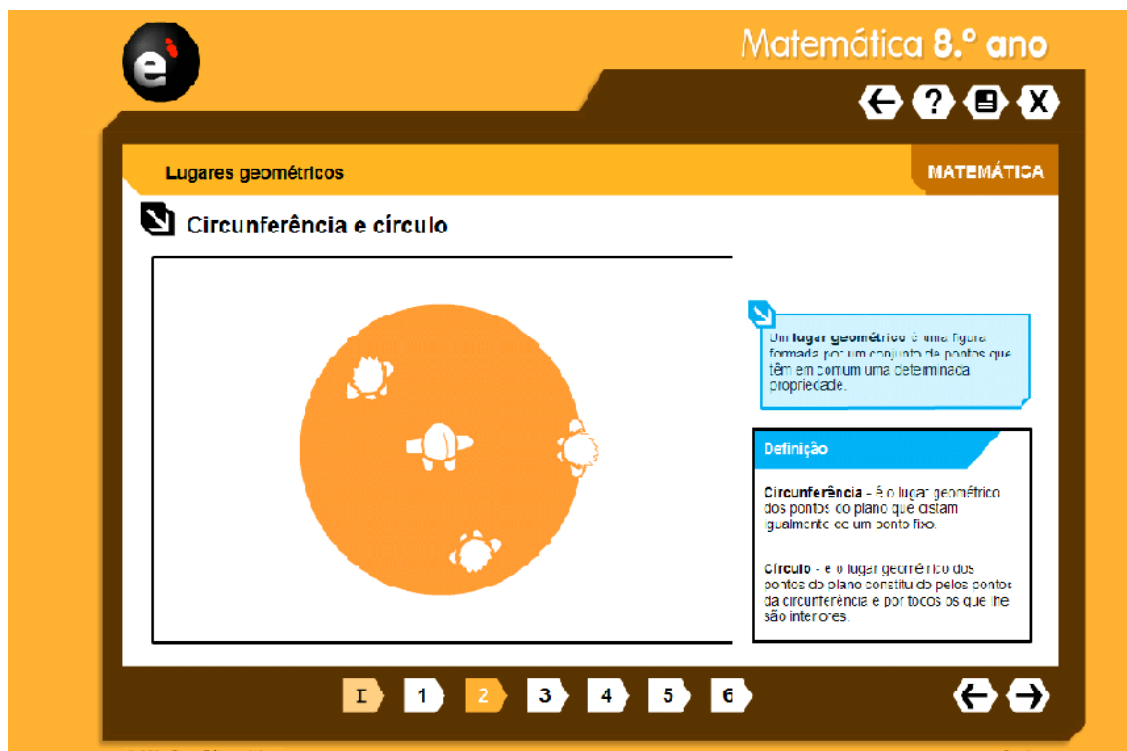 e
Matemática 8.º ano
?
X
Lugares geométricos
MATEMÁTICA
Circunferência e círculo
Um lugar geométrico é uma figura
formada por um conjunto de pontos que
têm em comum uma determinada
propriedade.
Definição
Circunferência - é o lugar geométrico
dos pontos do plano que distam
igualmente de um ponto fixo.
Círculo - é o lugar geométrico dos
pontos do plano constituído pelos pontos
da circunferência e por todos os que lhe
são interiores.
I 1 2 3 4 5 6